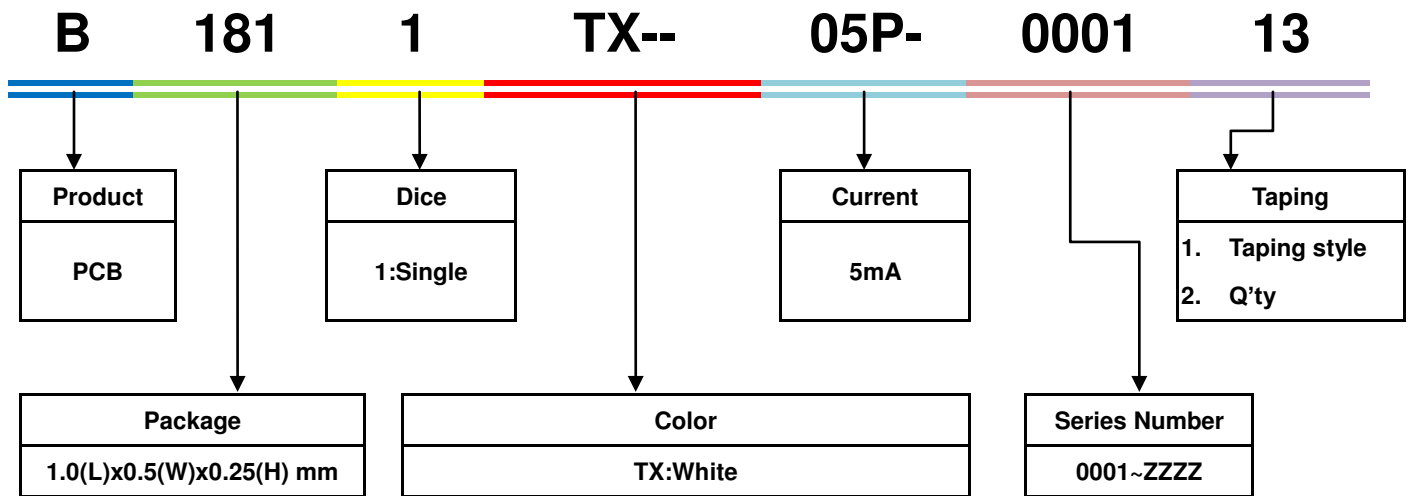 B 181 1 TX-- 05P- 0001 13
Product
PCB
Dice
1:Single
Current
5mA
Taping
1. Taping style
2. Q’ty
Package
1.0(L)x0.5(W)x0.25(H) mm
Color
TX:White
Series Number
0001~ZZZZ